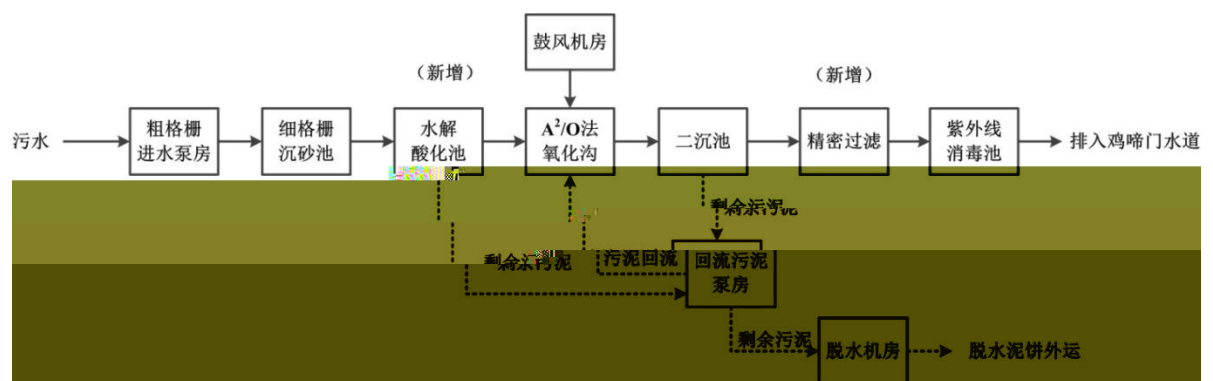 鼓风机房
（新增）
（新增）
污水
粗格栅
进水泵房
细格栅
沉砂池
水解
酸化池
A²/O法
氧化沟
二沉池
精密过滤
紫外线
消毒池
排入鸡啼门水道
剩余污泥
剩余污泥
污泥回流
回流污泥
泵房
剩余污泥
脱水机房
脱水泥饼外运